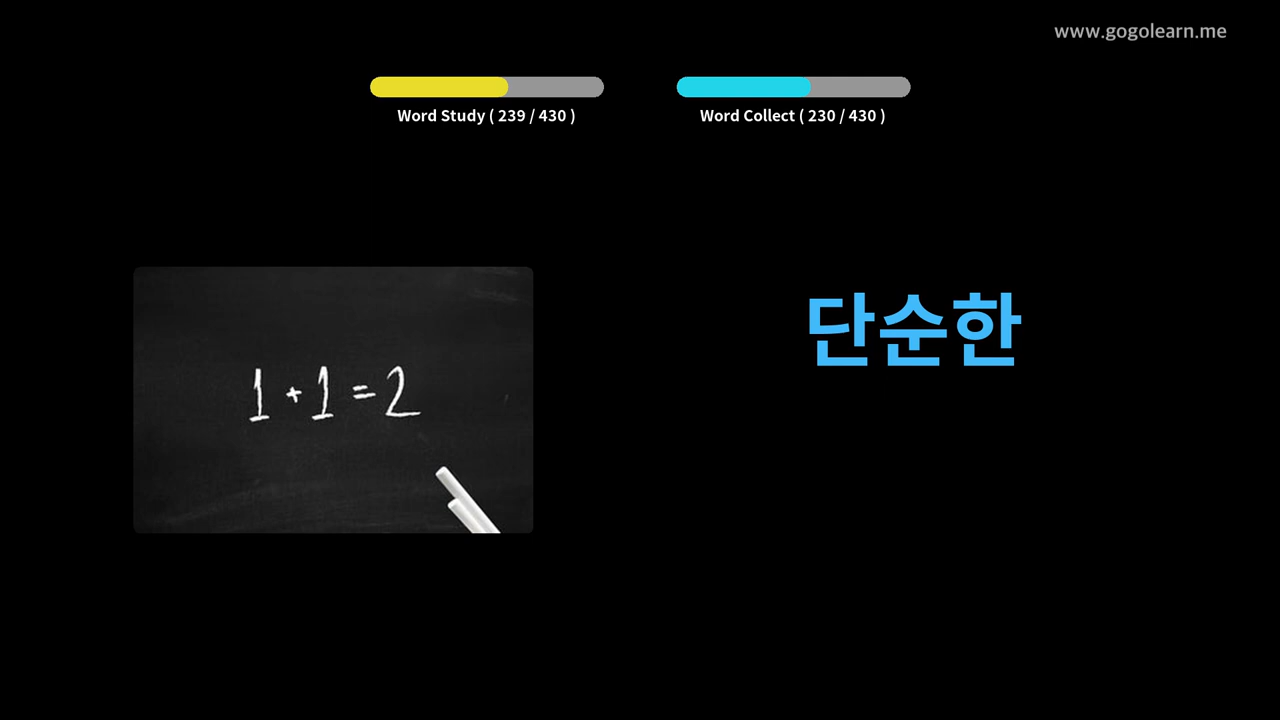 www.gogolearn.me
Word Study ( 239 / 430 )
Word Collect ( 230 / 430 )
단순한
1 + 1 = 2